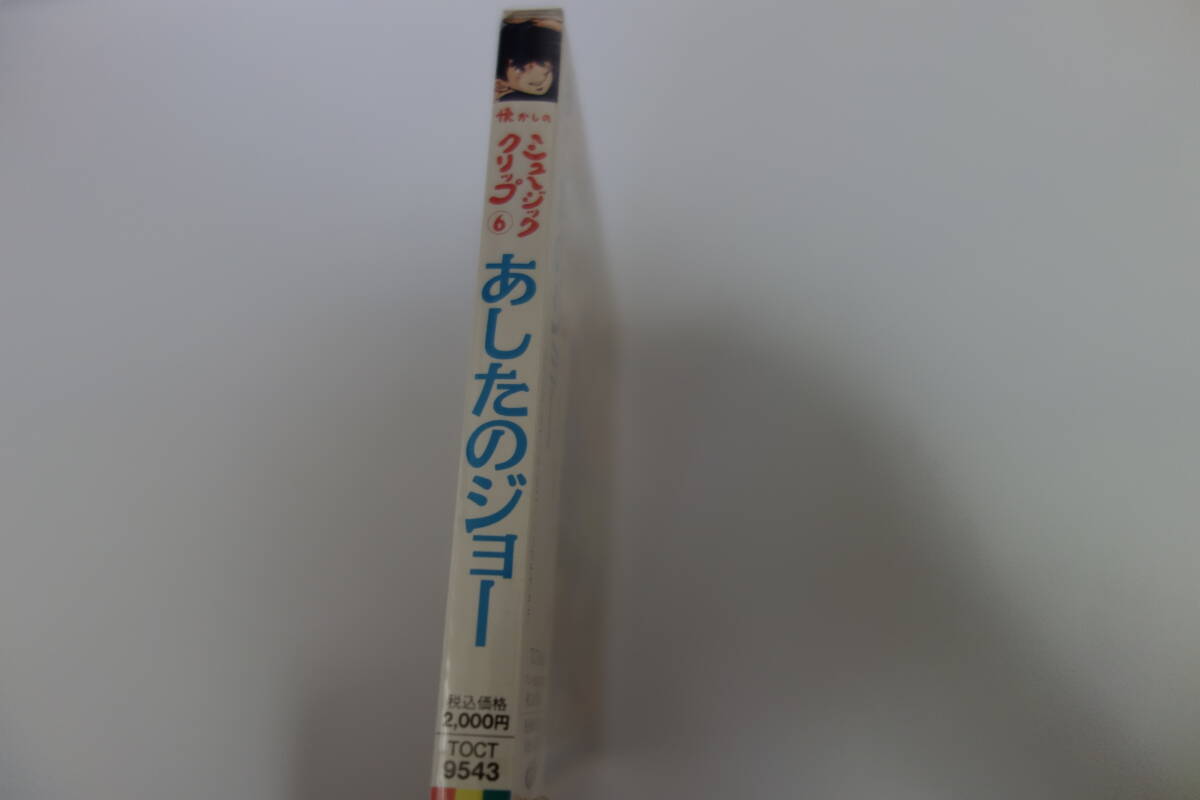 懐かしの
ミュージック
クリップ⑥
あしたのジョー
税込価格
2,000円
TOCT
9543